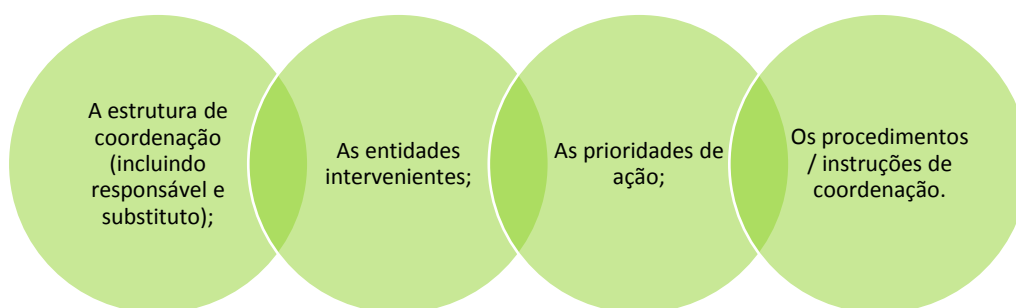 A estrutura de
coordenação
(incluindo
responsável e
substituto);
As entidades
intervenientes;
As prioridades de
ação;
Os procedimentos
/ instruções de
coordenação.